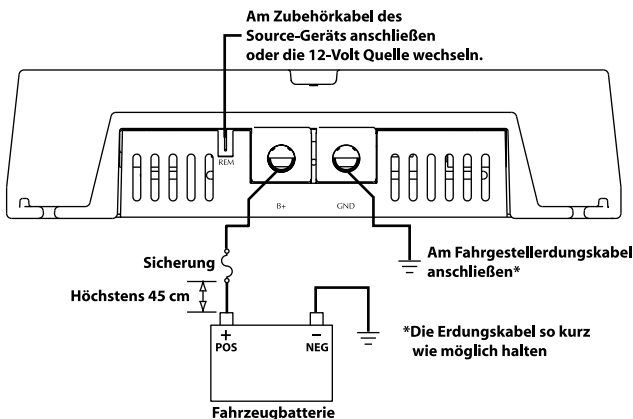 Am Zubehörkabel des
Source-Geräts anschließen
oder die 12-Volt Quelle wechseln.
REM
B+
GND
Sicherung
Am Fahrgestellerdungskabel
anschließen*
Höchstens 45 cm
+
–
POS
NEG
*Die Erdungskabel so kurz
wie möglich halten
Fahrzeugbatterie